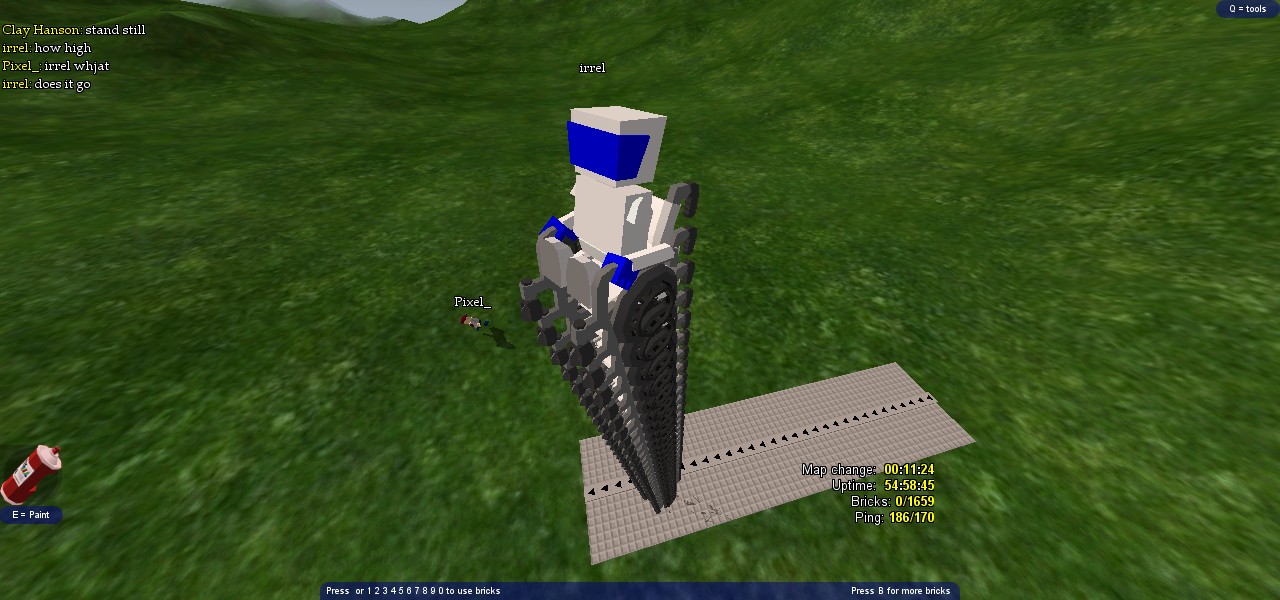 Q = tools
Clay Hanson: stand still
irrel: how high
Pixel_: irrel whjat
irrel: does it go
irrel
Pixel_
Map change: 00:11:24
Uptime: 54:58:45
Bricks: 0/1659
Ping: 186/170
E = Paint
Press or 1 2 3 4 5 6 7 8 9 0 to use bricks
Press B for more bricks